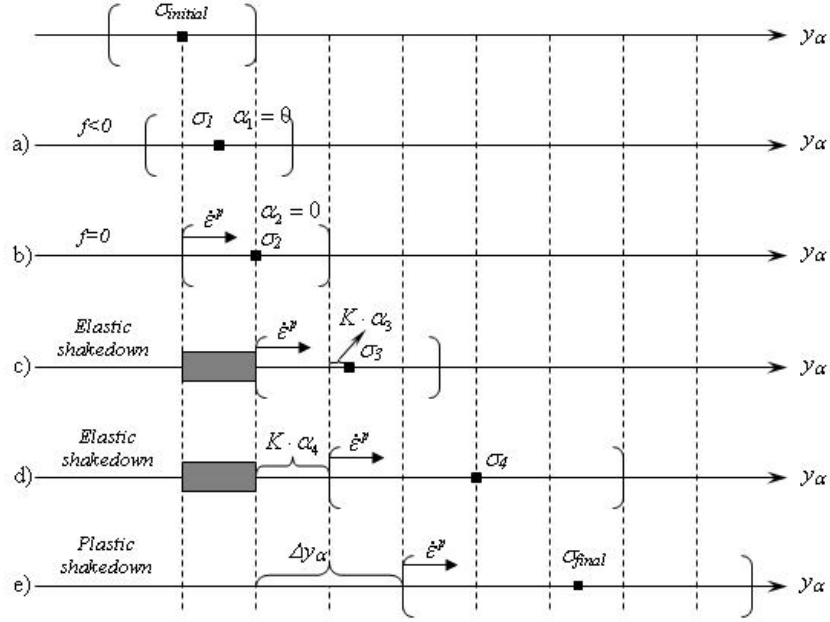 σinitial
yα
f<0
σ1
α1 = 0
a)
yα
α2 = 0
ε̇p
f=0
σ2
b)
yα
Elastic
shakedown
ε̇p
K · α3
σ3
c)
yα
Elastic
shakedown
K · α4
ε̇p
σ4
d)
yα
Plastic
shakedown
Δyα
ε̇p
σfinal
e)
yα